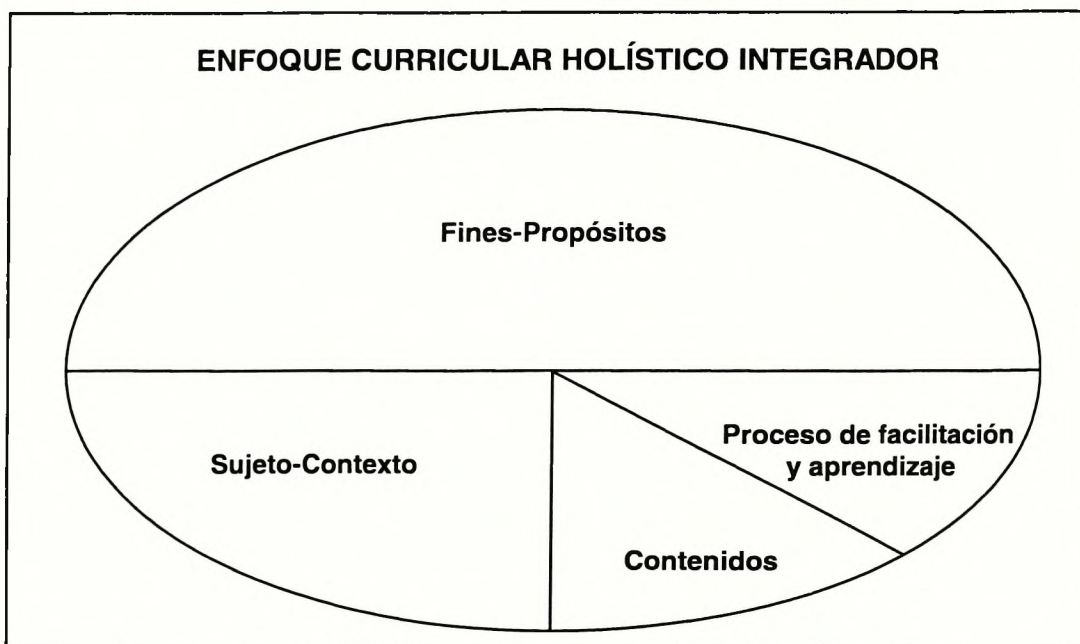 ENFOQUE CURRICULAR HOLÍSTICO INTEGRADOR
Fines-Propósitos
Sujeto-Contexto
Proceso de facilitación
y aprendizaje
Contenidos